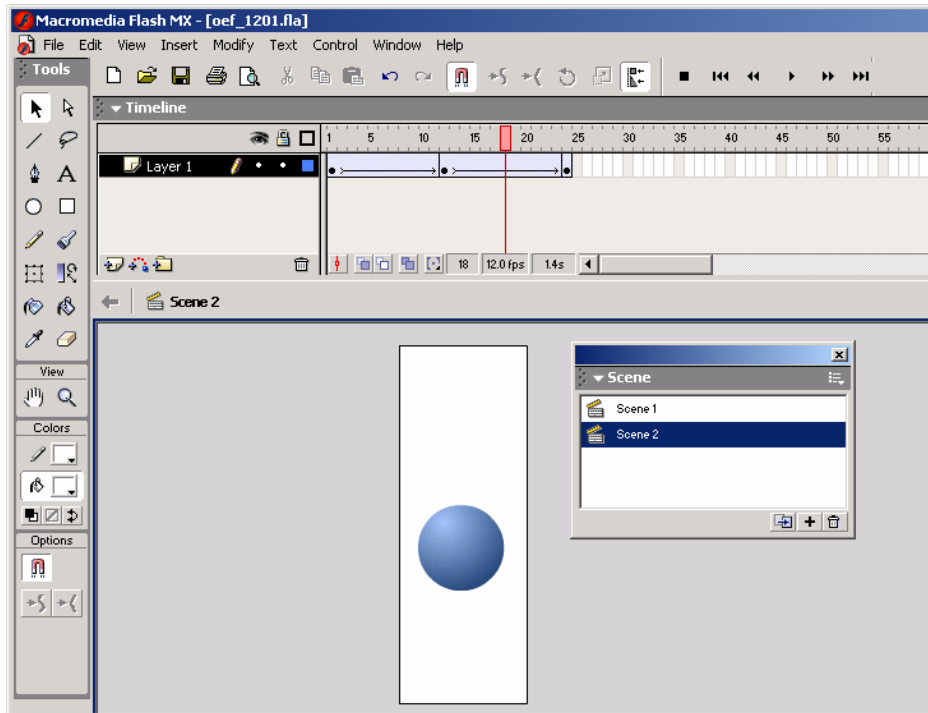 Macromedia Flash MX - [oef_1201.fla]
File Edit View Insert Modify Text Control Window Help
Tools
Timeline
1 5 10 15 20 25 30 35 40 45 50 55
Layer 1
A
18 12.0 fps 1.4s
Scene 2
View
Scene
Scene 1
Scene 2
Colors
Options